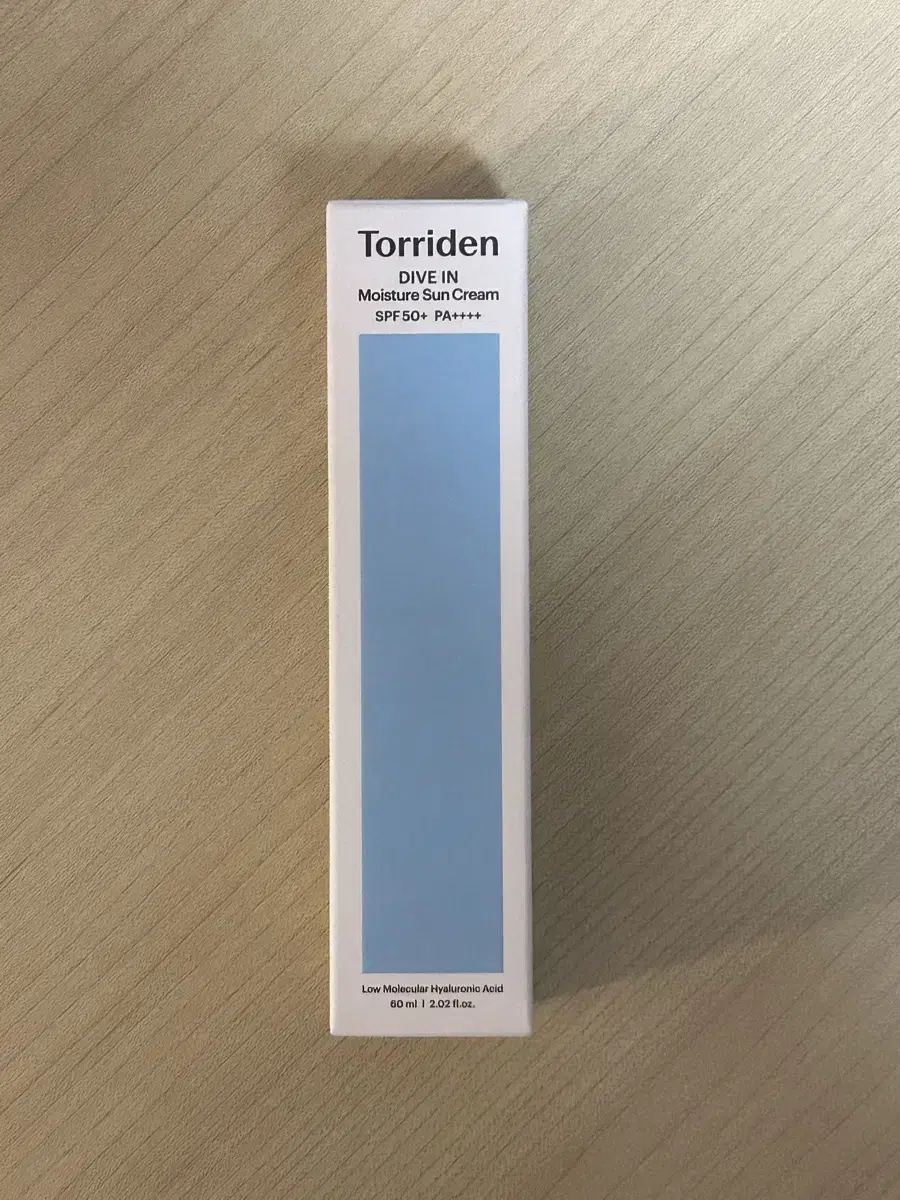 Torriden
DIVE IN
Moisture Sun Cream
SPF 50+ PA++++
Low Molecular Hyaluronic Acid
60 ml | 2.02 fl.oz.